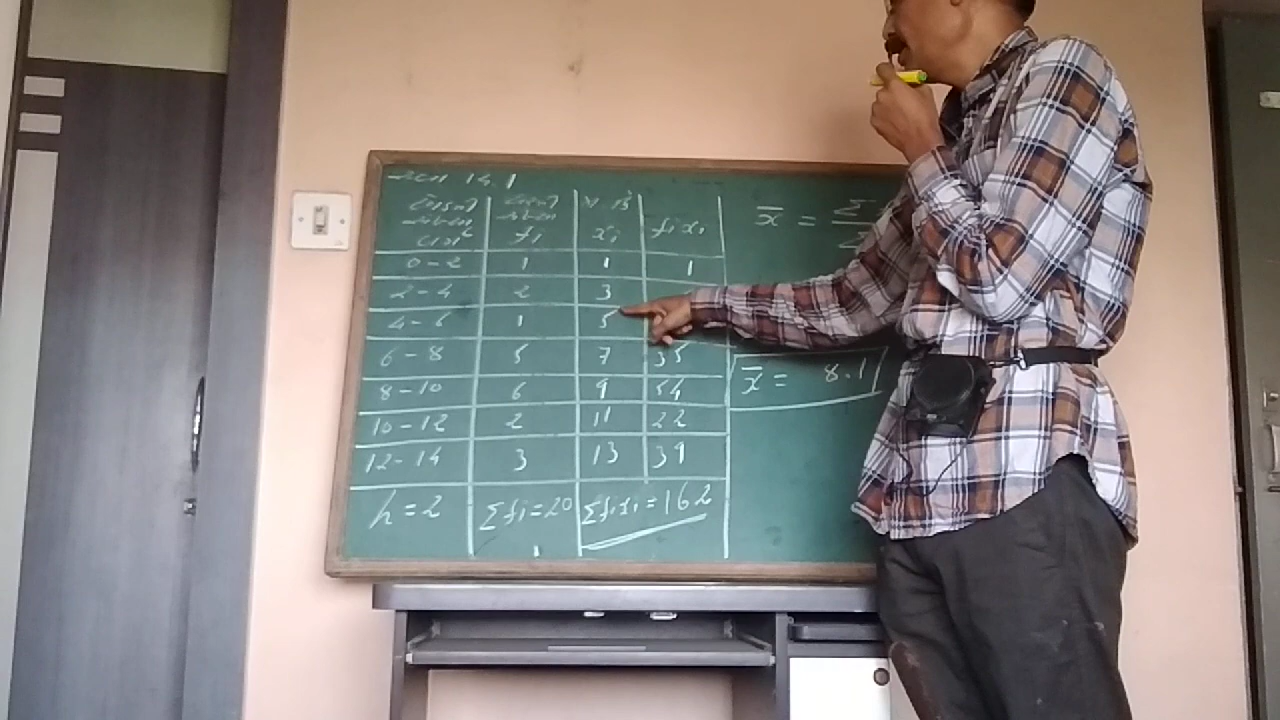 14.1
fi xi fixi
0-2 1 1 1
2-4 2 3
4-6 1 5
6-8 5 7 35
8-10 6 9 54
10-12 2 11 22
12-14 3 13 39
h=2 Σfi=20 Σfixi=162
x̄ = Σ
Σ
x̄ = 8.1